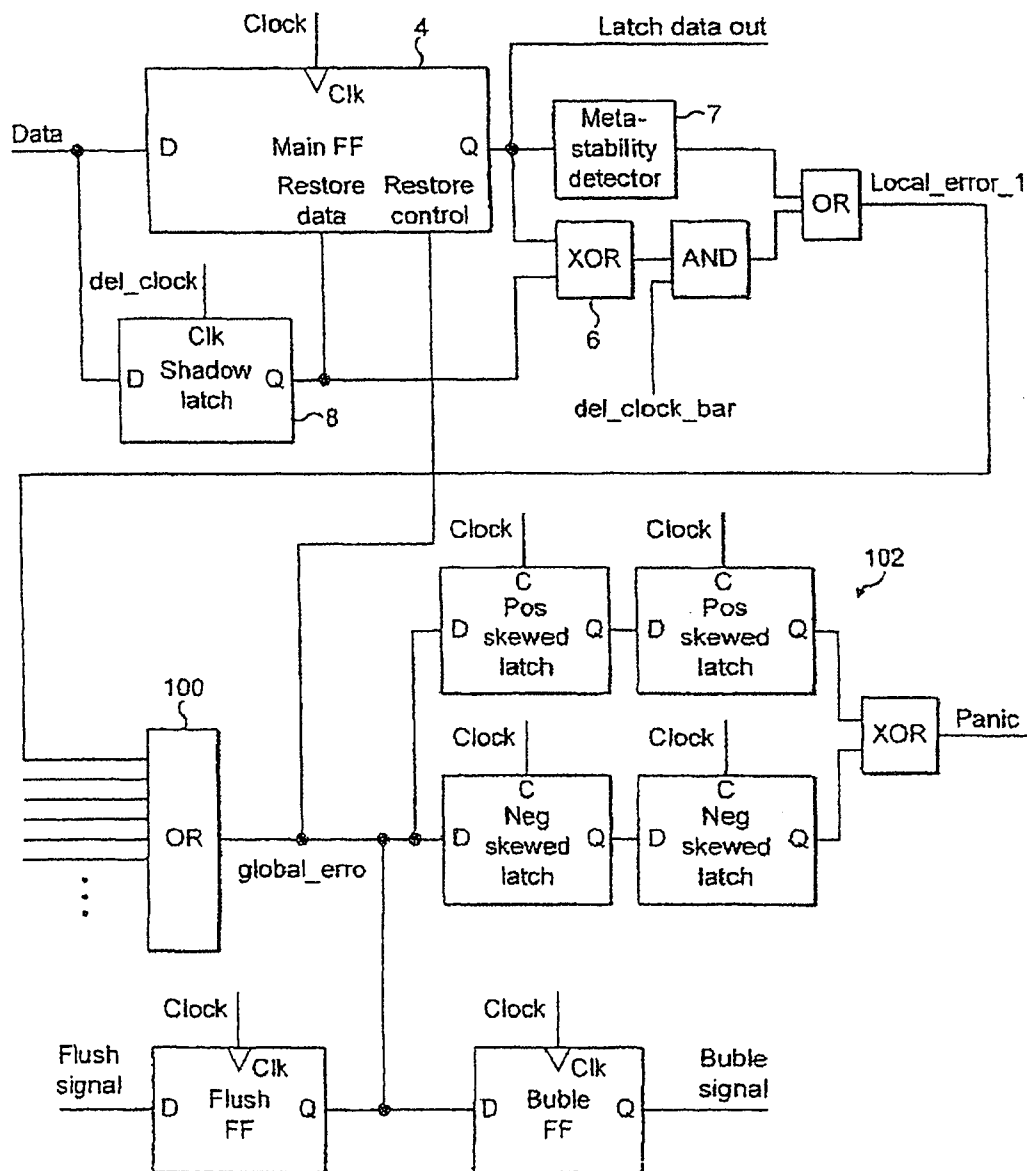 Clock
4
Latch data out
Clk
Data
D
Main FF
Q
Restore
data
Restore
control
7
Meta-
stability
detector
OR
Local_error_1
XOR
AND
6
del_clock
Clk
D
Shadow
latch
Q
8
del_clock_bar
Clock
Clock
102
C
D
Pos
skewed
latch
Q
C
D
Pos
skewed
latch
Q
100
XOR
Panic
Clock
Clock
C
D
Neg
skewed
latch
Q
C
D
Neg
skewed
latch
Q
OR
global_erro
Clock
Clock
Flush
signal
Clk
D
Flush
FF
Q
Clk
D
Buble
FF
Q
Buble
signal